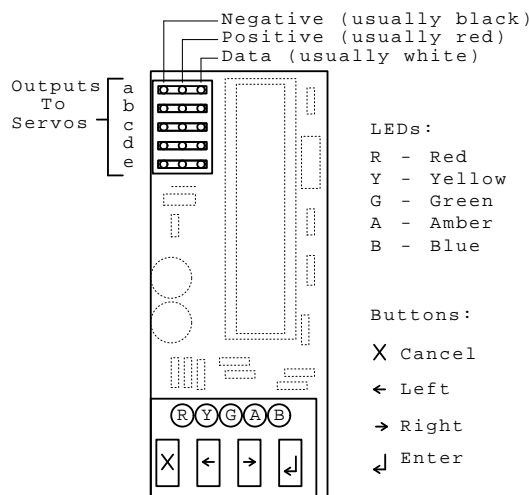 Negative (usually black)
Positive (usually red)
Data (usually white)
Outputs
To
Servos
a
b
c
d
e
LEDs:
R - Red
Y - Yellow
G - Green
A - Amber
B - Blue
Buttons:
X Cancel
← Left
→ Right
↲ Enter
R Y G A B
X ← → ↲